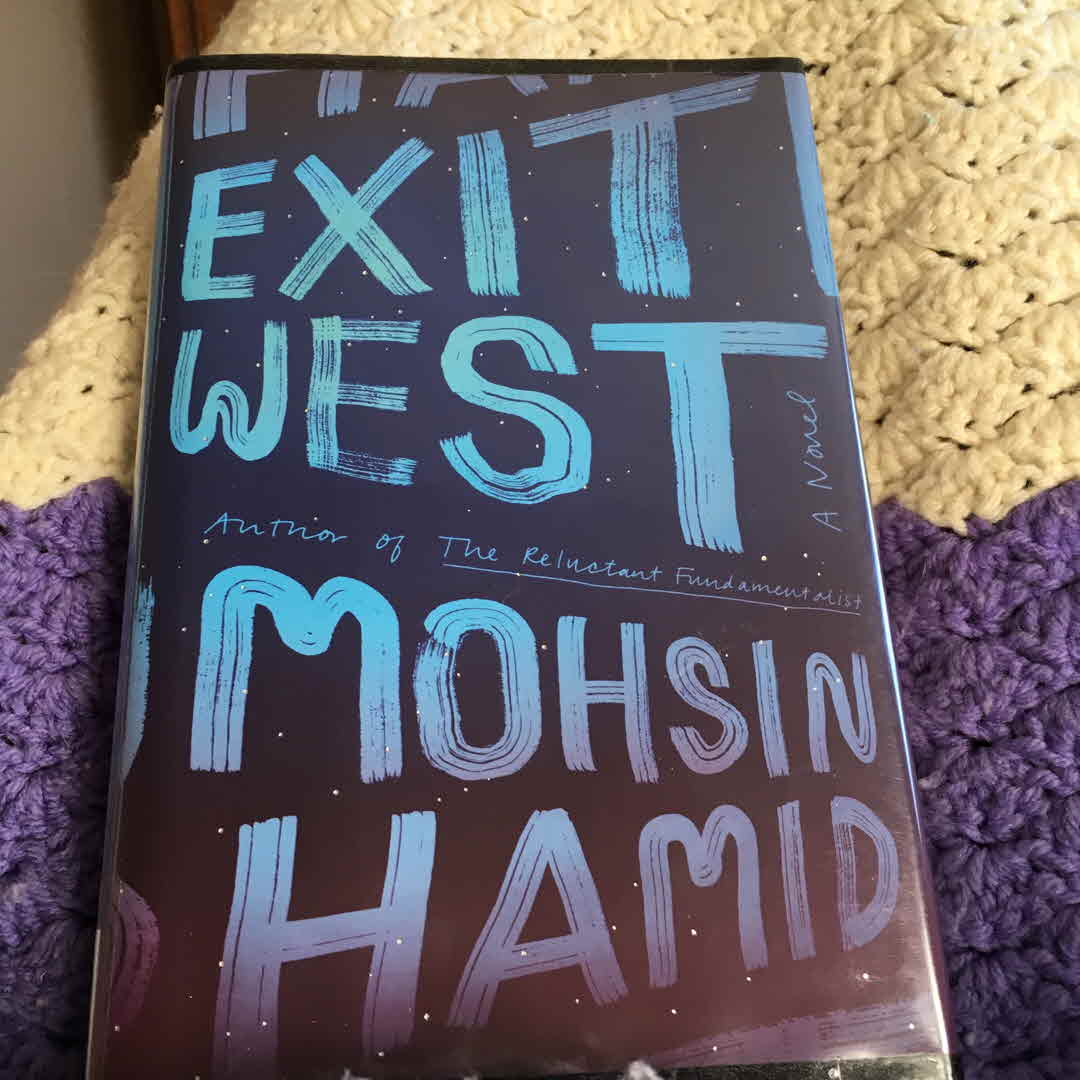 EXIT
WEST
A Novel
Author of The Reluctant Fundamentalist
MOHSIN
HAMID